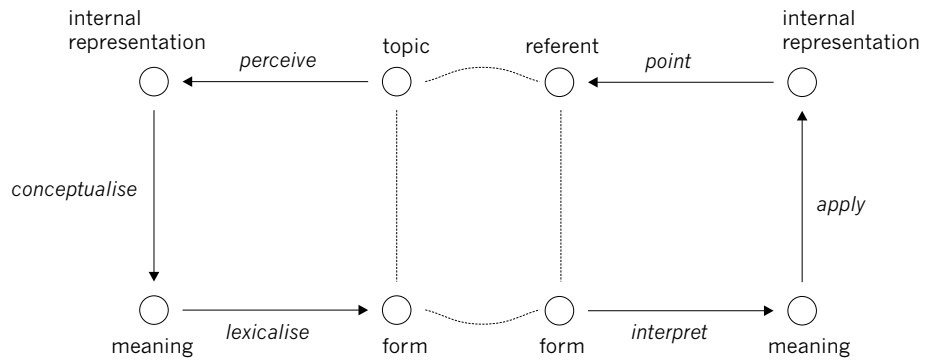 internal
representation
topic
referent
internal
representation
perceive
point
conceptualise
apply
lexicalise
interpret
meaning
form
form
meaning